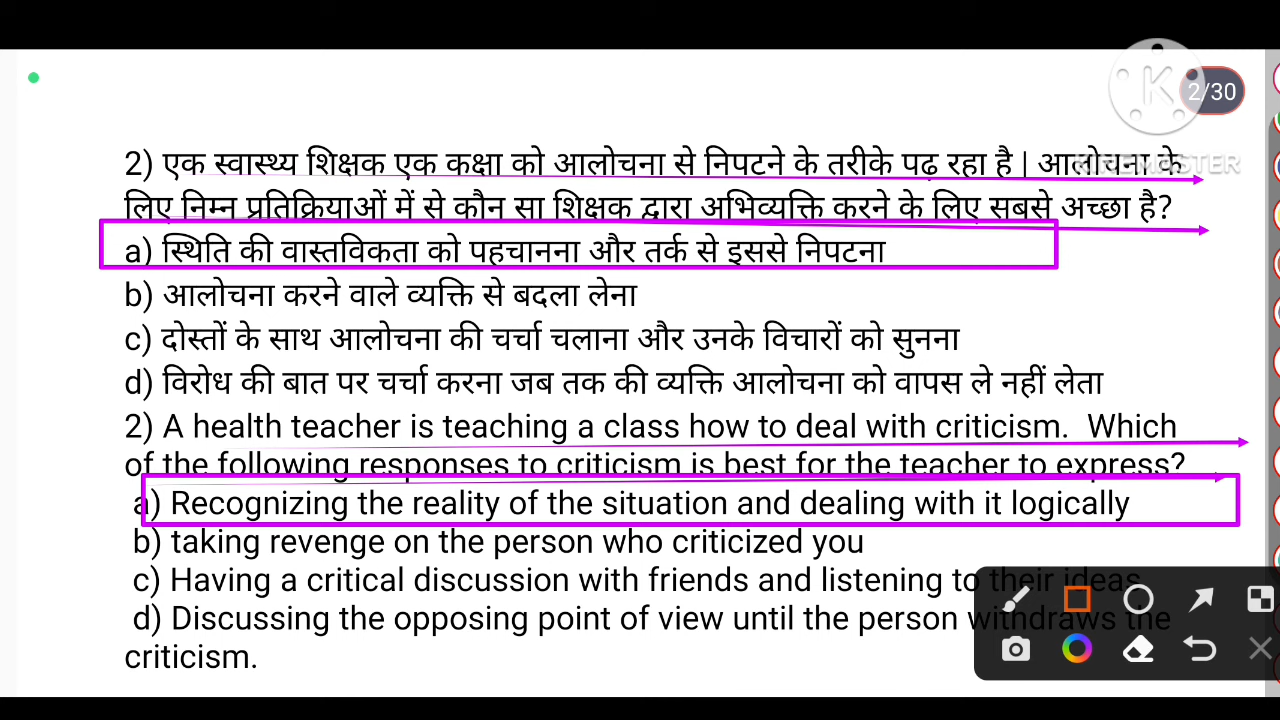 2/30
KINEMASTER
2) एक स्वास्थ्य शिक्षक एक कक्षा को आलोचना से निपटने के तरीके पढ़ रहा है | आलोचना के
लिए निम्न प्रतिक्रियाओं में से कौन सा शिक्षक द्वारा अभिव्यक्ति करने के लिए सबसे अच्छा है?
a) स्थिति की वास्तविकता को पहचानना और तर्क से इससे निपटना
b) आलोचना करने वाले व्यक्ति से बदला लेना
c) दोस्तों के साथ आलोचना की चर्चा चलाना और उनके विचारों को सुनना
d) विरोध की बात पर चर्चा करना जब तक की व्यक्ति आलोचना को वापस ले नहीं लेता
2) A health teacher is teaching a class how to deal with criticism. Which
of the following responses to criticism is best for the teacher to express?
a) Recognizing the reality of the situation and dealing with it logically
b) taking revenge on the person who criticized you
c) Having a critical discussion with friends and listening to their ideas
d) Discussing the opposing point of view until the person withdraws the
criticism.